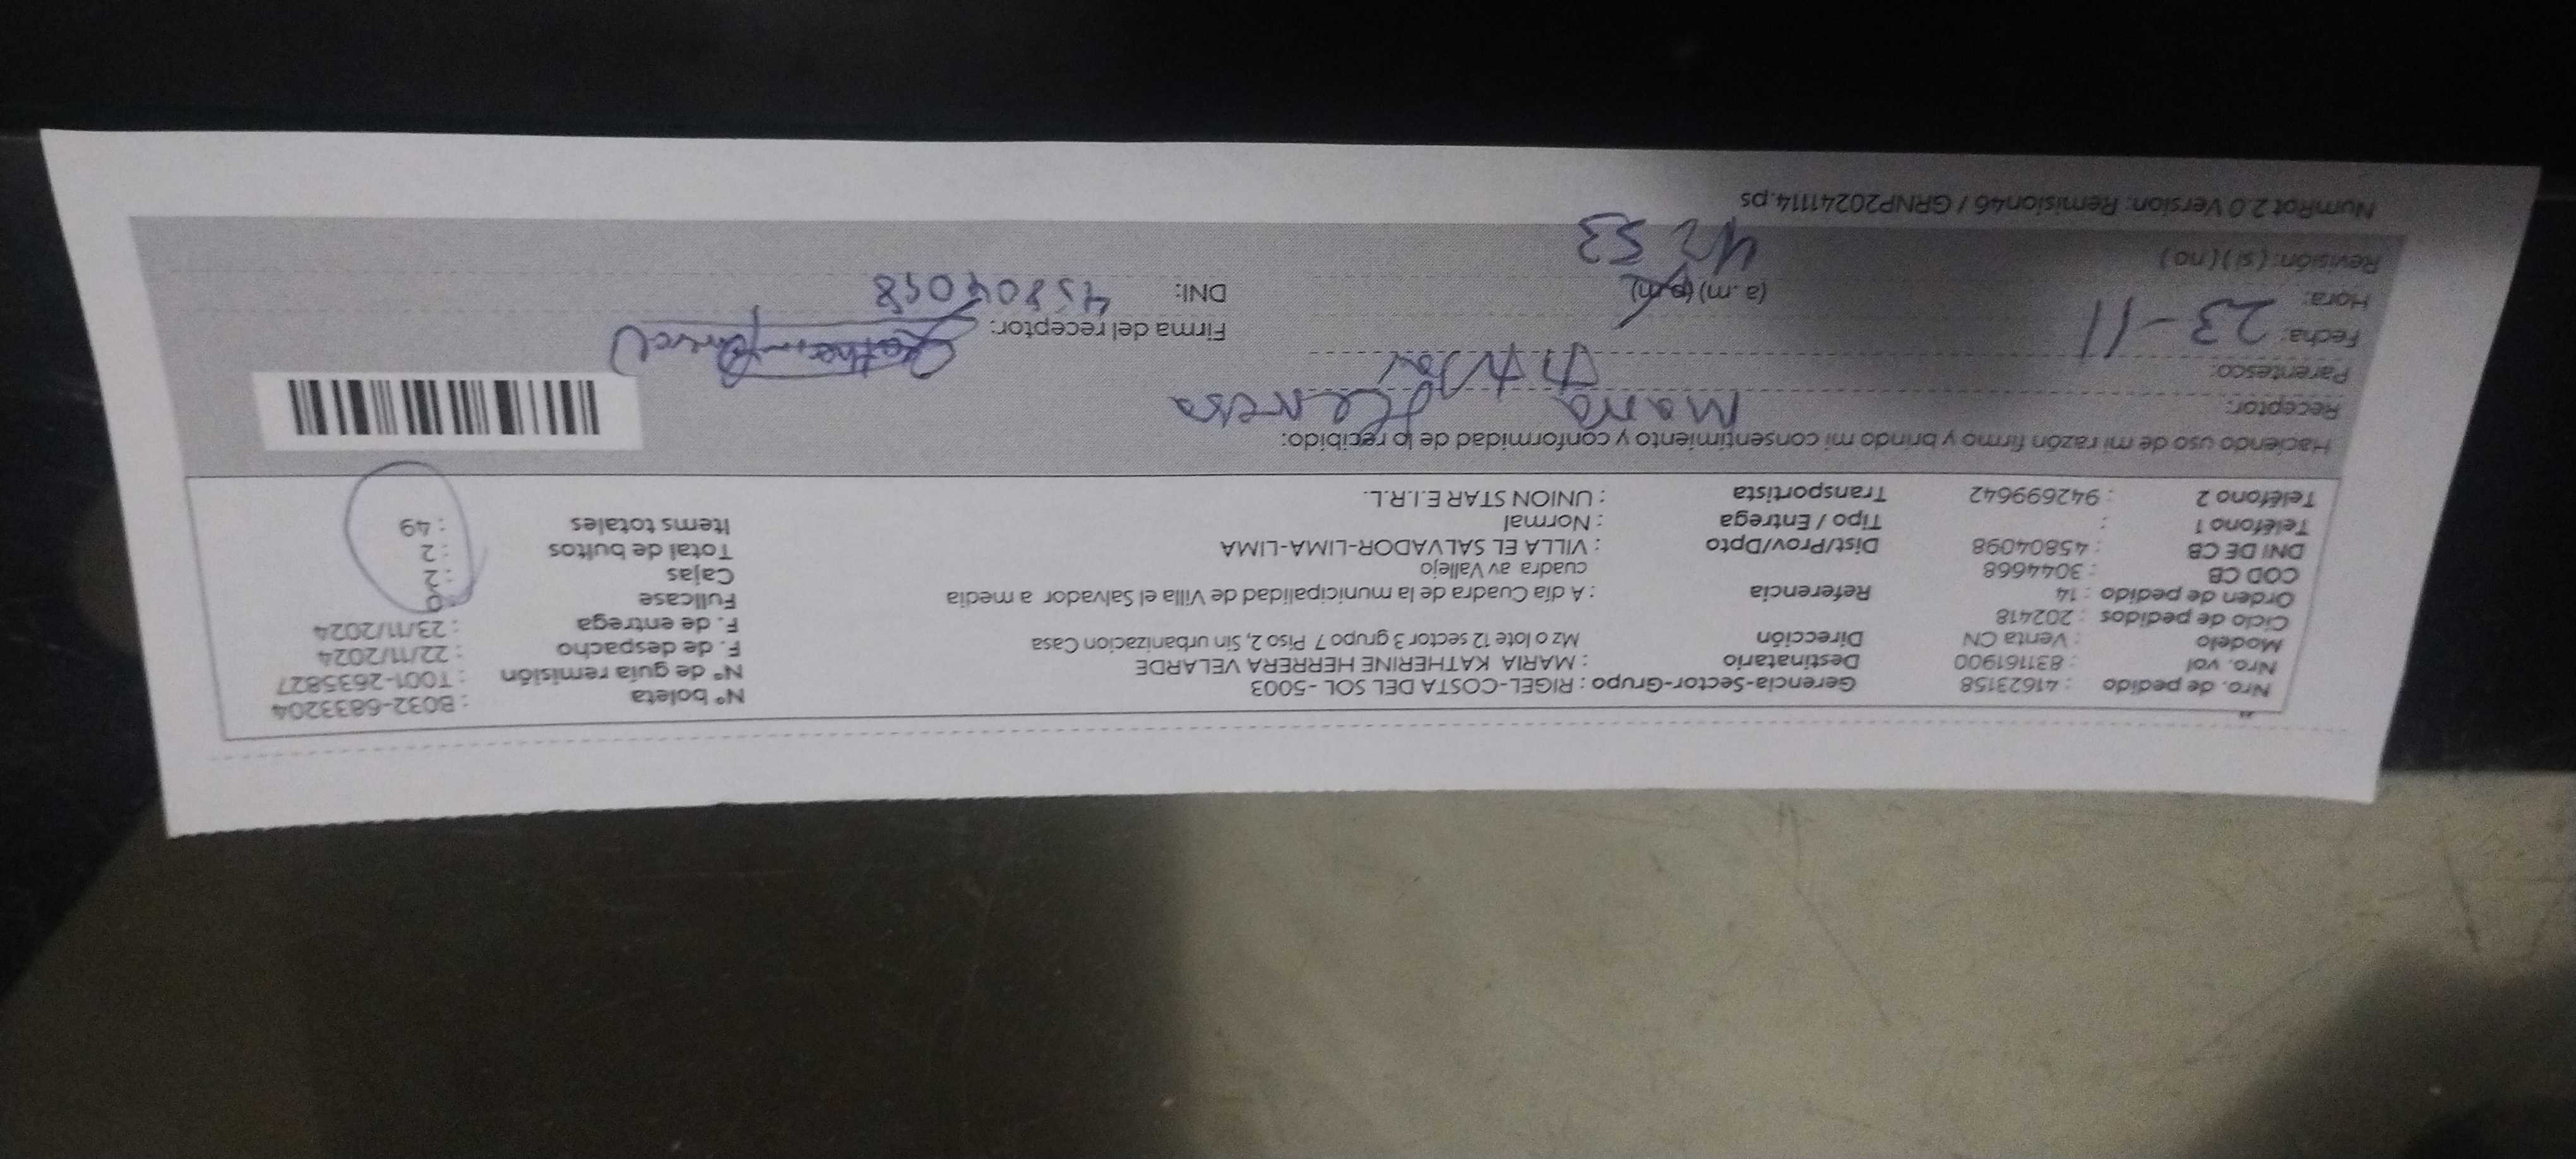 Nro. de pedido : 41623158 Gerencia-Sector-Grupo : RIGEL-COSTA DEL SOL -5003 N° boleta : B032-6833204
Nro. vol : 831161900 Destinatario : MARIA KATHERINE HERRERA VELARDE N° de guía remisión : T001-2635827
Modelo : Venta CN Dirección Mz o lote 12 sector 3 grupo 7 Piso 2, Sin urbanizacion Casa F. de despacho : 22/11/2024
Ciclo de pedidos : 202418 F. de entrega : 23/11/2024
Orden de pedido : 14 Referencia : A día Cuadra de la municipalidad de Villa el Salvador a media Fullcase : 0
COD CB : 3044668 cuadra av Vallejo Cajas : 2
DNI DE CB : 45804098 Dist/Prov/Dpto : VILLA EL SALVADOR-LIMA-LIMA Total de bultos : 2
Teléfono 1 : Tipo / Entrega : Normal Items totales : 49
Teléfono 2 : 942699642 Transportista : UNION STAR E.I.R.L.
Haciendo uso de mi razón firmo y brindo mi consentimiento y conformidad de lo recibido:
Receptor: Maria Herrera
Parentesco:
Fecha: 23-11 Firma del receptor:
Hora: (a.m) (p.m) DNI: 45804098
Revisión: (si) (no) 53
NumRot 2.0 Version. Remision46 / GRNP20241114.ps